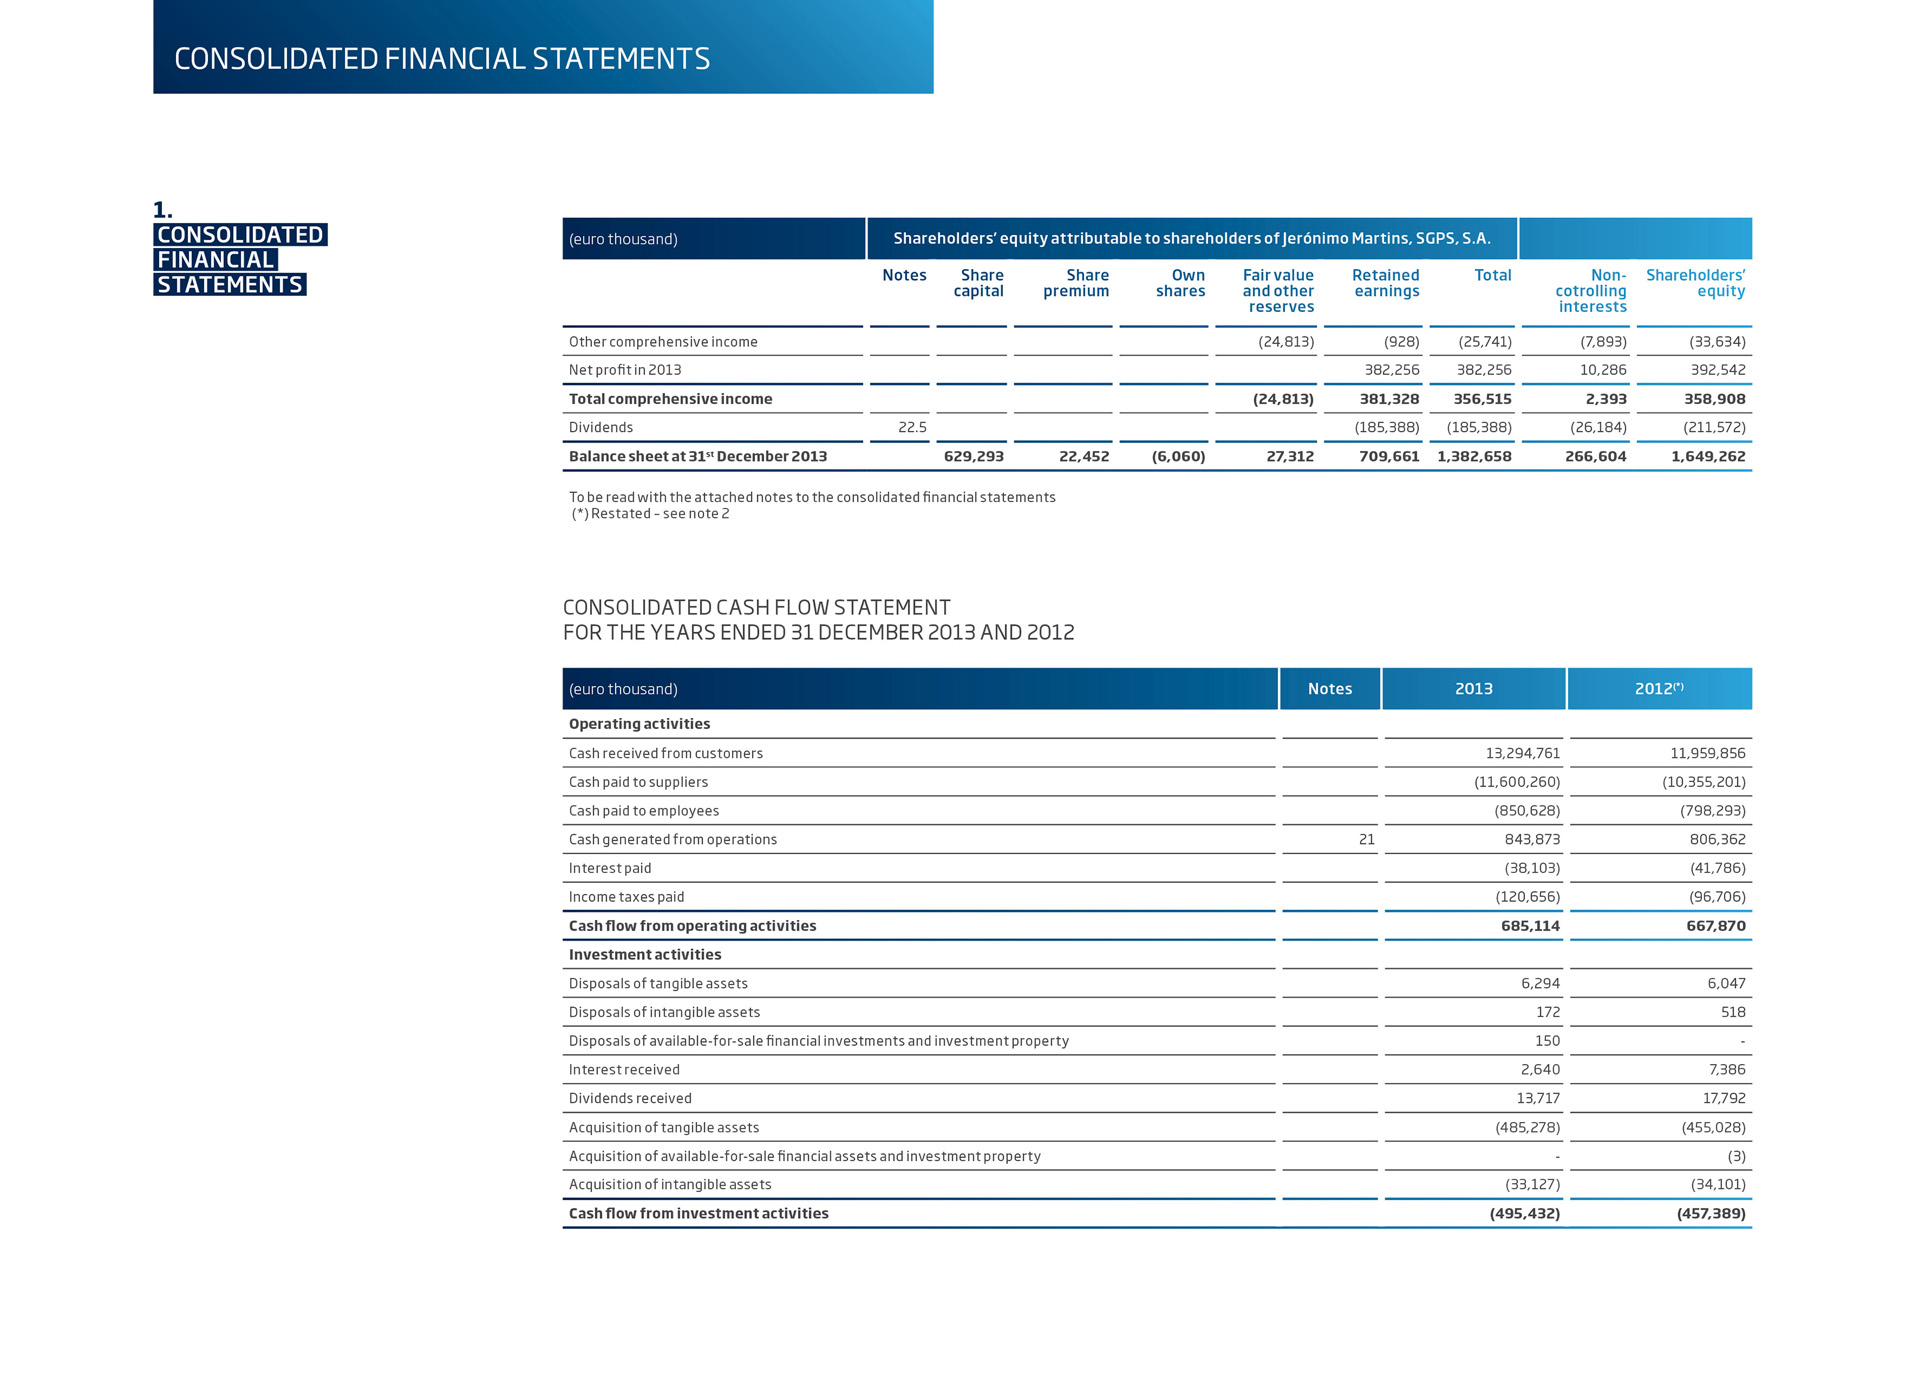 CONSOLIDATED FINANCIAL STATEMENTS
1.
CONSOLIDATED
FINANCIAL
STATEMENTS
(euro thousand) Shareholders' equity attributable to shareholders of Jerónimo Martins, SGPS, S.A.
Notes Share capital Share premium Own shares Fair value and other reserves Retained earnings Total Non-cotrolling interests Shareholders' equity
Other comprehensive income (24,813) (928) (25,741) (7,893) (33,634)
Net profit in 2013 382,256 382,256 10,286 392,542
Total comprehensive income (24,813) 381,328 356,515 2,393 358,908
Dividends 22.5 (185,388) (185,388) (26,184) (211,572)
Balance sheet at 31st December 2013 629,293 22,452 (6,060) 27,312 709,661 1,382,658 266,604 1,649,262
To be read with the attached notes to the consolidated financial statements
(*) Restated – see note 2
CONSOLIDATED CASH FLOW STATEMENT
FOR THE YEARS ENDED 31 DECEMBER 2013 AND 2012
(euro thousand) Notes 2013 2012(*)
Operating activities
Cash received from customers 13,294,761 11,959,856
Cash paid to suppliers (11,600,260) (10,355,201)
Cash paid to employees (850,628) (798,293)
Cash generated from operations 21 843,873 806,362
Interest paid (38,103) (41,786)
Income taxes paid (120,656) (96,706)
Cash flow from operating activities 685,114 667,870
Investment activities
Disposals of tangible assets 6,294 6,047
Disposals of intangible assets 172 518
Disposals of available-for-sale financial investments and investment property 150 -
Interest received 2,640 7,386
Dividends received 13,717 17,792
Acquisition of tangible assets (485,278) (455,028)
Acquisition of available-for-sale financial assets and investment property - (3)
Acquisition of intangible assets (33,127) (34,101)
Cash flow from investment activities (495,432) (457,389)